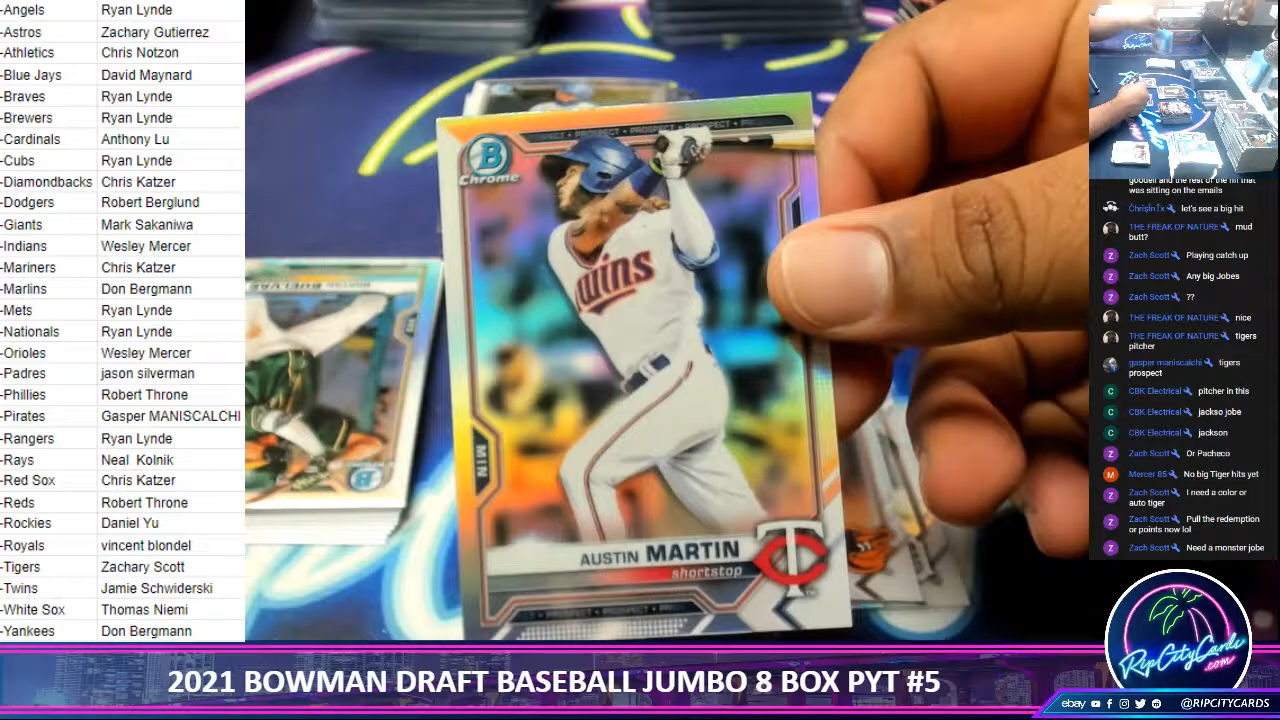 -Angels Ryan Lynde
-Astros Zachary Gutierrez
-Athletics Chris Notzon
-Blue Jays David Maynard
-Braves Ryan Lynde
-Brewers Ryan Lynde
-Cardinals Anthony Lu
-Cubs Ryan Lynde
-Diamondbacks Chris Katzer
-Dodgers Robert Berglund
-Giants Mark Sakaniwa
-Indians Wesley Mercer
-Mariners Chris Katzer
-Marlins Don Bergmann
-Mets Ryan Lynde
-Nationals Ryan Lynde
-Orioles Wesley Mercer
-Padres jason silverman
-Phillies Robert Throne
-Pirates Gasper MANISCALCHI
-Rangers Ryan Lynde
-Rays Neal Kolnik
-Red Sox Chris Katzer
-Reds Robert Throne
-Rockies Daniel Yu
-Royals vincent blondel
-Tigers Zachary Scott
-Twins Jamie Schwiderski
-White Sox Thomas Niemi
-Yankees Don Bergmann
PROSPECT • PROSPECT
B
Chrome
Twins
MIN
AUSTIN MARTIN
shortstop
PROSPECT
was sitting on the emails
let's see a big hit
THE FREAK OF NATURE mud
butt?
Zach Scott Playing catch up
Zach Scott Any big Jobes
Zach Scott ??
THE FREAK OF NATURE nice
THE FREAK OF NATURE tigers
pitcher
gasper maniscalchi tigers
prospect
CBK Electrical pitcher in this
CBK Electrical jackso jobe
CBK Electrical jackson
Zach Scott Or Pacheco
Mercer 85 No big Tiger hits yet
Zach Scott I need a color or
auto tiger
Zach Scott Pull the redemption
or points now lol
Zach Scott Need a monster jobe
RipCityCards
.com
2021 BOWMAN DRAFT BASEBALL JUMBO 8 BOX PYT #5
ebay @RIPCITYCARDS